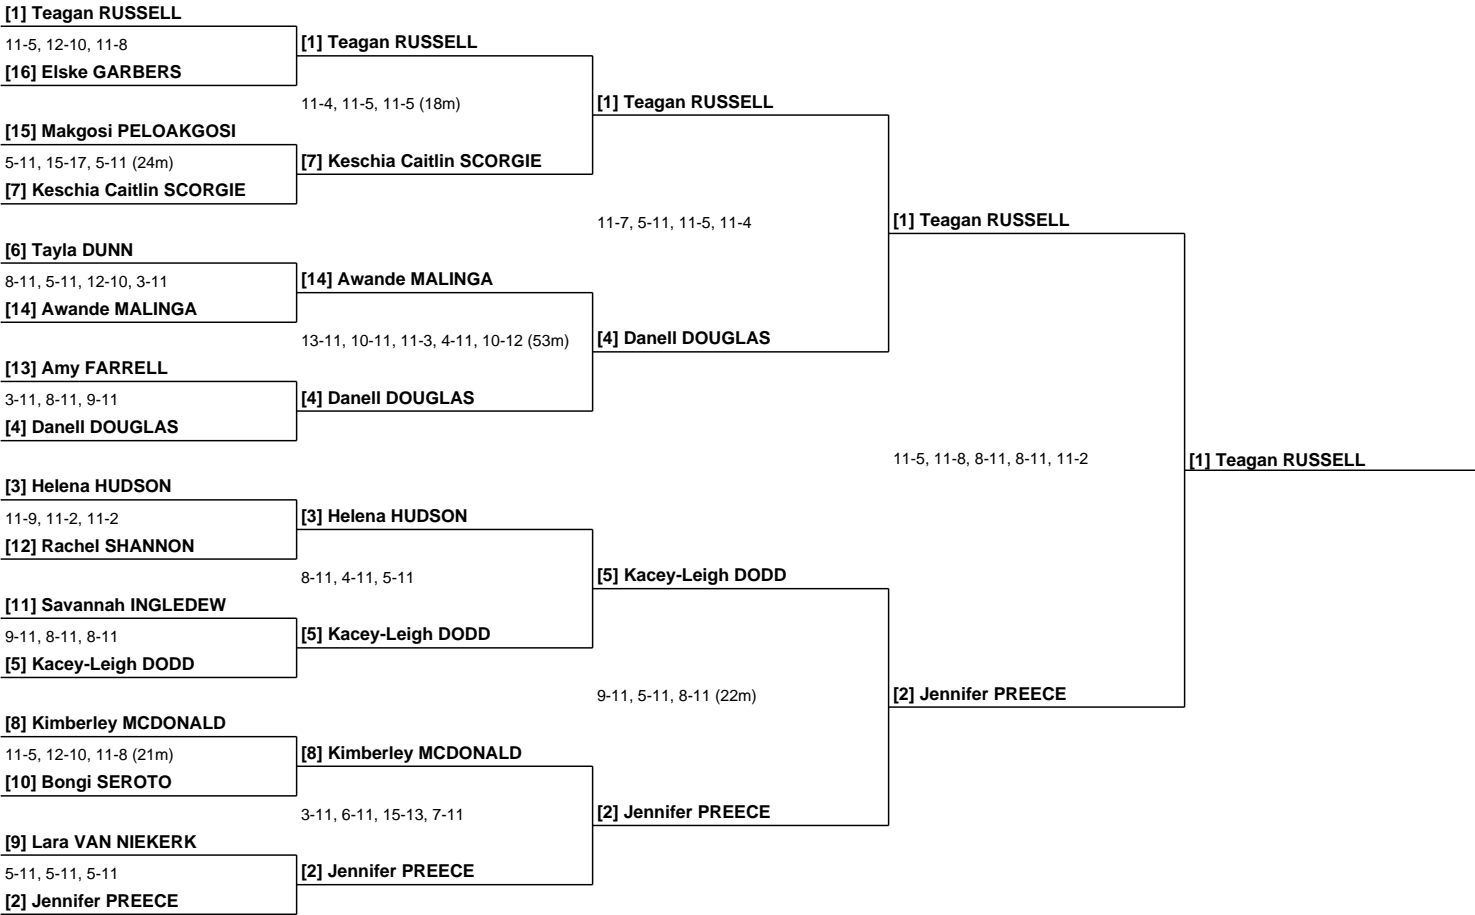 [1] Teagan RUSSELL
11-5, 12-10, 11-8
[16] Elske GARBERS
[15] Makgosi PELOAKGOSI
5-11, 15-17, 5-11 (24m)
[7] Keschia Caitlin SCORGIE
[6] Tayla DUNN
8-11, 5-11, 12-10, 3-11
[14] Awande MALINGA
[13] Amy FARRELL
3-11, 8-11, 9-11
[4] Danell DOUGLAS
[3] Helena HUDSON
11-9, 11-2, 11-2
[12] Rachel SHANNON
[11] Savannah INGLEDEW
9-11, 8-11, 8-11
[5] Kacey-Leigh DODD
[8] Kimberley MCDONALD
11-5, 12-10, 11-8 (21m)
[10] Bongi SEROTO
[9] Lara VAN NIEKERK
5-11, 5-11, 5-11
[2] Jennifer PREECE
[1] Teagan RUSSELL
11-4, 11-5, 11-5 (18m)
[7] Keschia Caitlin SCORGIE
[14] Awande MALINGA
13-11, 10-11, 11-3, 4-11, 10-12 (53m)
[4] Danell DOUGLAS
[3] Helena HUDSON
8-11, 4-11, 5-11
[5] Kacey-Leigh DODD
[8] Kimberley MCDONALD
3-11, 6-11, 15-13, 7-11
[2] Jennifer PREECE
[1] Teagan RUSSELL
11-7, 5-11, 11-5, 11-4
[4] Danell DOUGLAS
[5] Kacey-Leigh DODD
9-11, 5-11, 8-11 (22m)
[2] Jennifer PREECE
[1] Teagan RUSSELL
11-5, 11-8, 8-11, 8-11, 11-2
[2] Jennifer PREECE
[1] Teagan RUSSELL